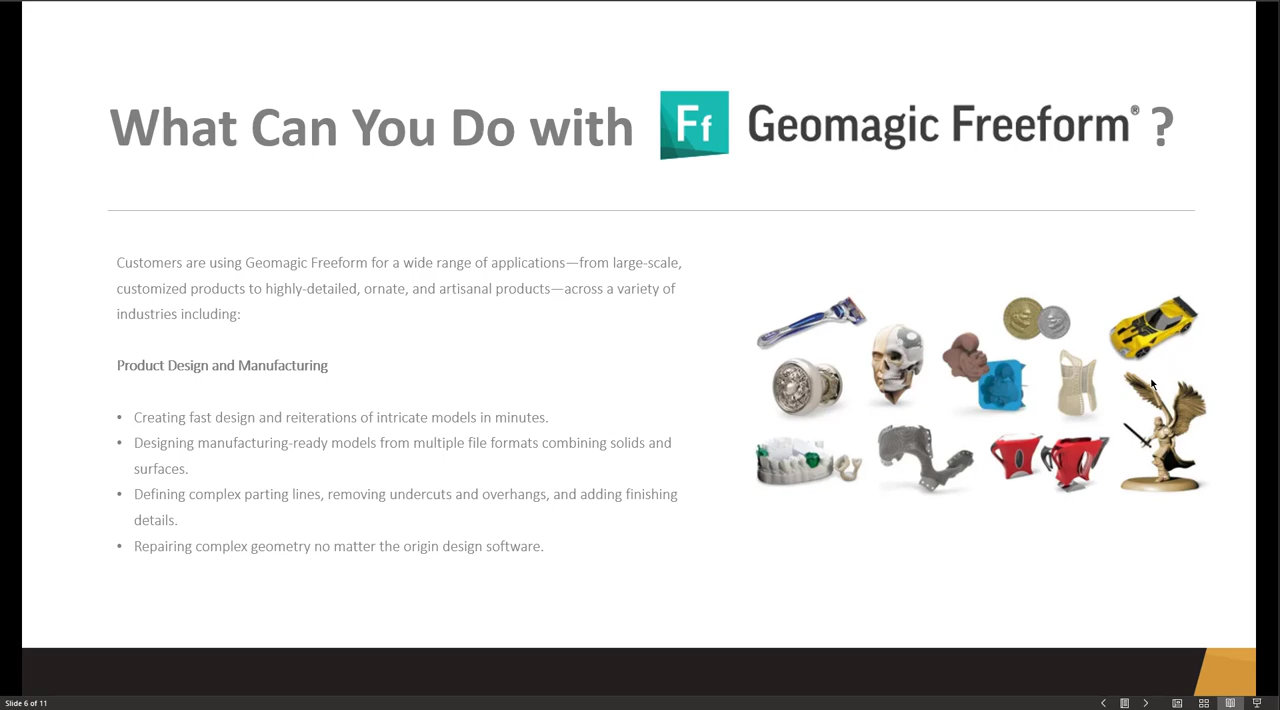 What Can You Do with Ff Geomagic Freeform® ?
Customers are using Geomagic Freeform for a wide range of applications—from large-scale,
customized products to highly-detailed, ornate, and artisanal products—across a variety of
industries including:
Product Design and Manufacturing
• Creating fast design and reiterations of intricate models in minutes.
• Designing manufacturing-ready models from multiple file formats combining solids and
surfaces.
• Defining complex parting lines, removing undercuts and overhangs, and adding finishing
details.
• Repairing complex geometry no matter the origin design software.
Slide 6 of 11